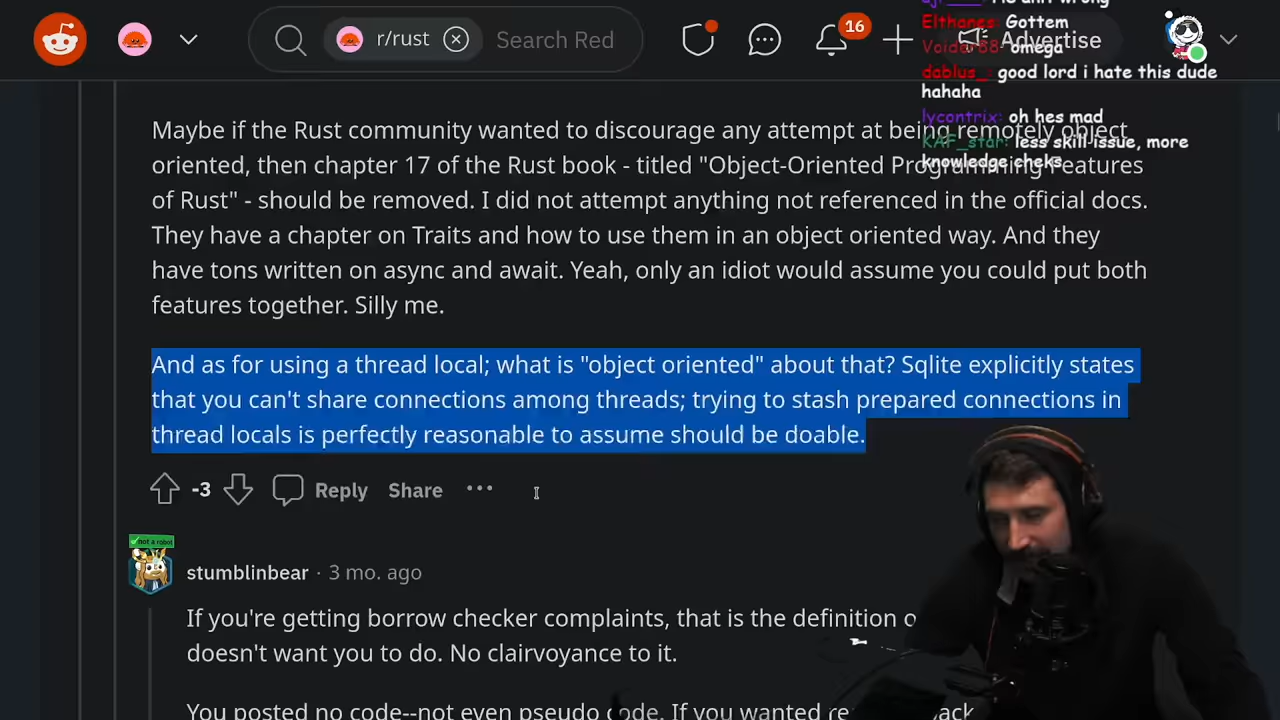 r/rust
Search Red
16
Advertise
Elthanes: Gottem
Voider88: omega
dablus_: good lord i hate this dude
hahaha
lycontrix: oh hes mad
KAF_star: less skill issue, more
knowledge cheks
Maybe if the Rust community wanted to discourage any attempt at being remotely object
oriented, then chapter 17 of the Rust book - titled "Object-Oriented Programming Features
of Rust" - should be removed. I did not attempt anything not referenced in the official docs.
They have a chapter on Traits and how to use them in an object oriented way. And they
have tons written on async and await. Yeah, only an idiot would assume you could put both
features together. Silly me.
And as for using a thread local; what is "object oriented" about that? Sqlite explicitly states
that you can't share connections among threads; trying to stash prepared connections in
thread locals is perfectly reasonable to assume should be doable.
-3
Reply
Share
not a robot
stumblinbear · 3 mo. ago
If you're getting borrow checker complaints, that is the definition o
doesn't want you to do. No clairvoyance to it.
You posted no code--not even pseudo code. If you wanted re